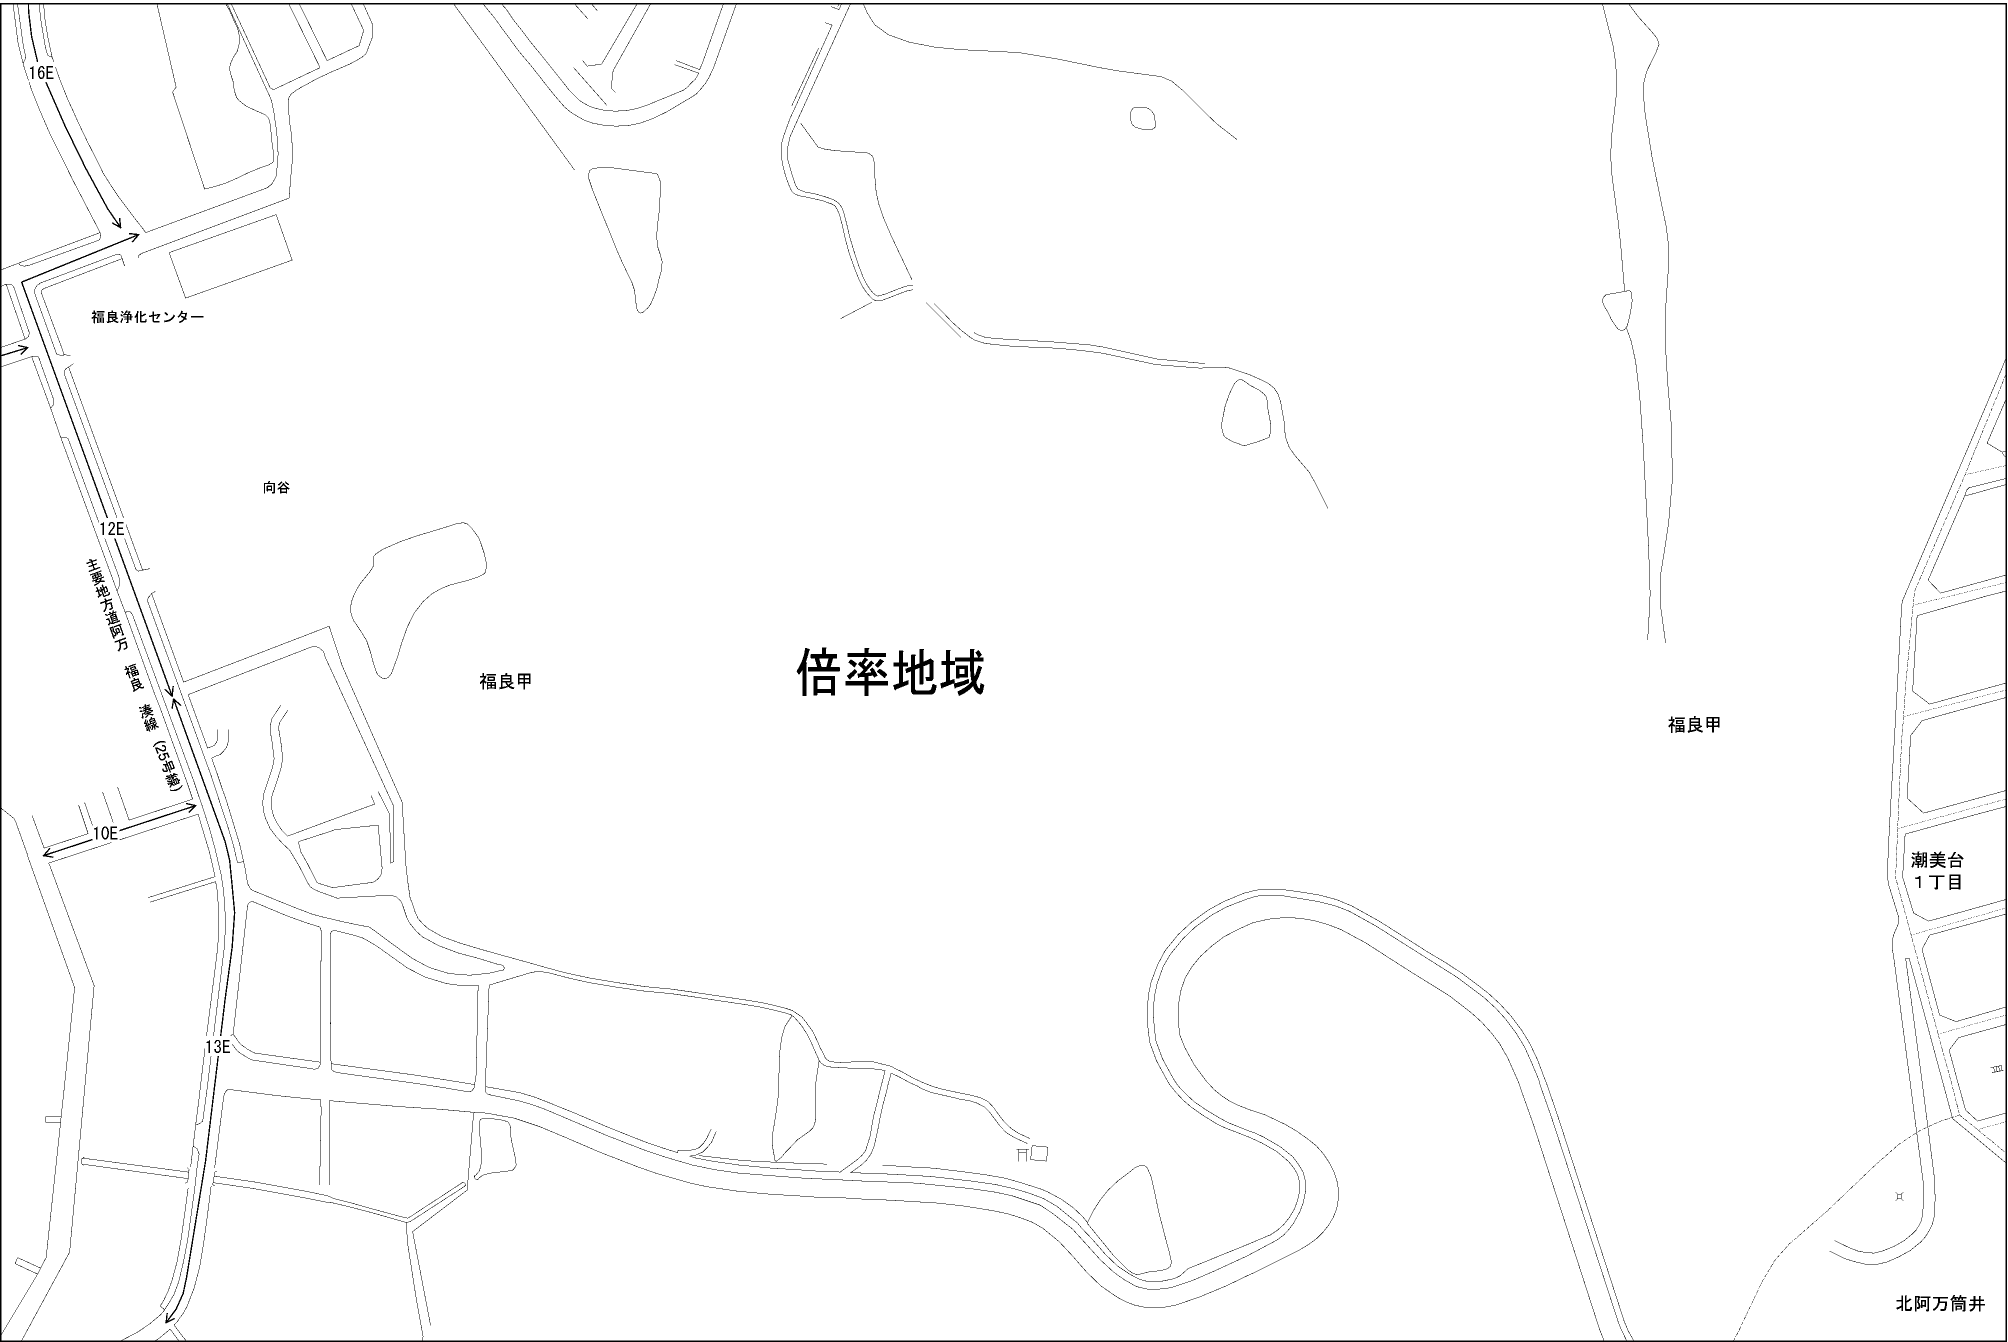 16E
福良浄化センター
向谷
12E
主要地方道阿万　福良　湊線（25号線）
倍率地域
福良甲
福良甲
10E
潮美台
１丁目
13E
北阿万筒井